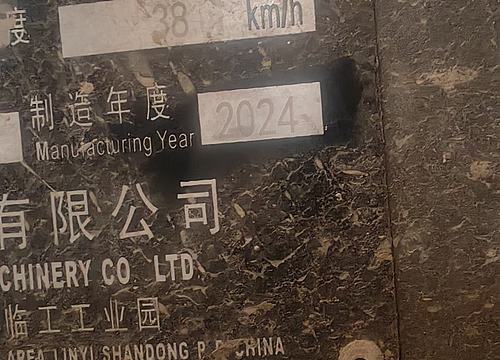 度 38 km/h
制造年度 2024
Manufacturing Year
有限公司
CHINERY CO LTD
临工工业园
AREA LINYI SHANDONG P.R.CHINA